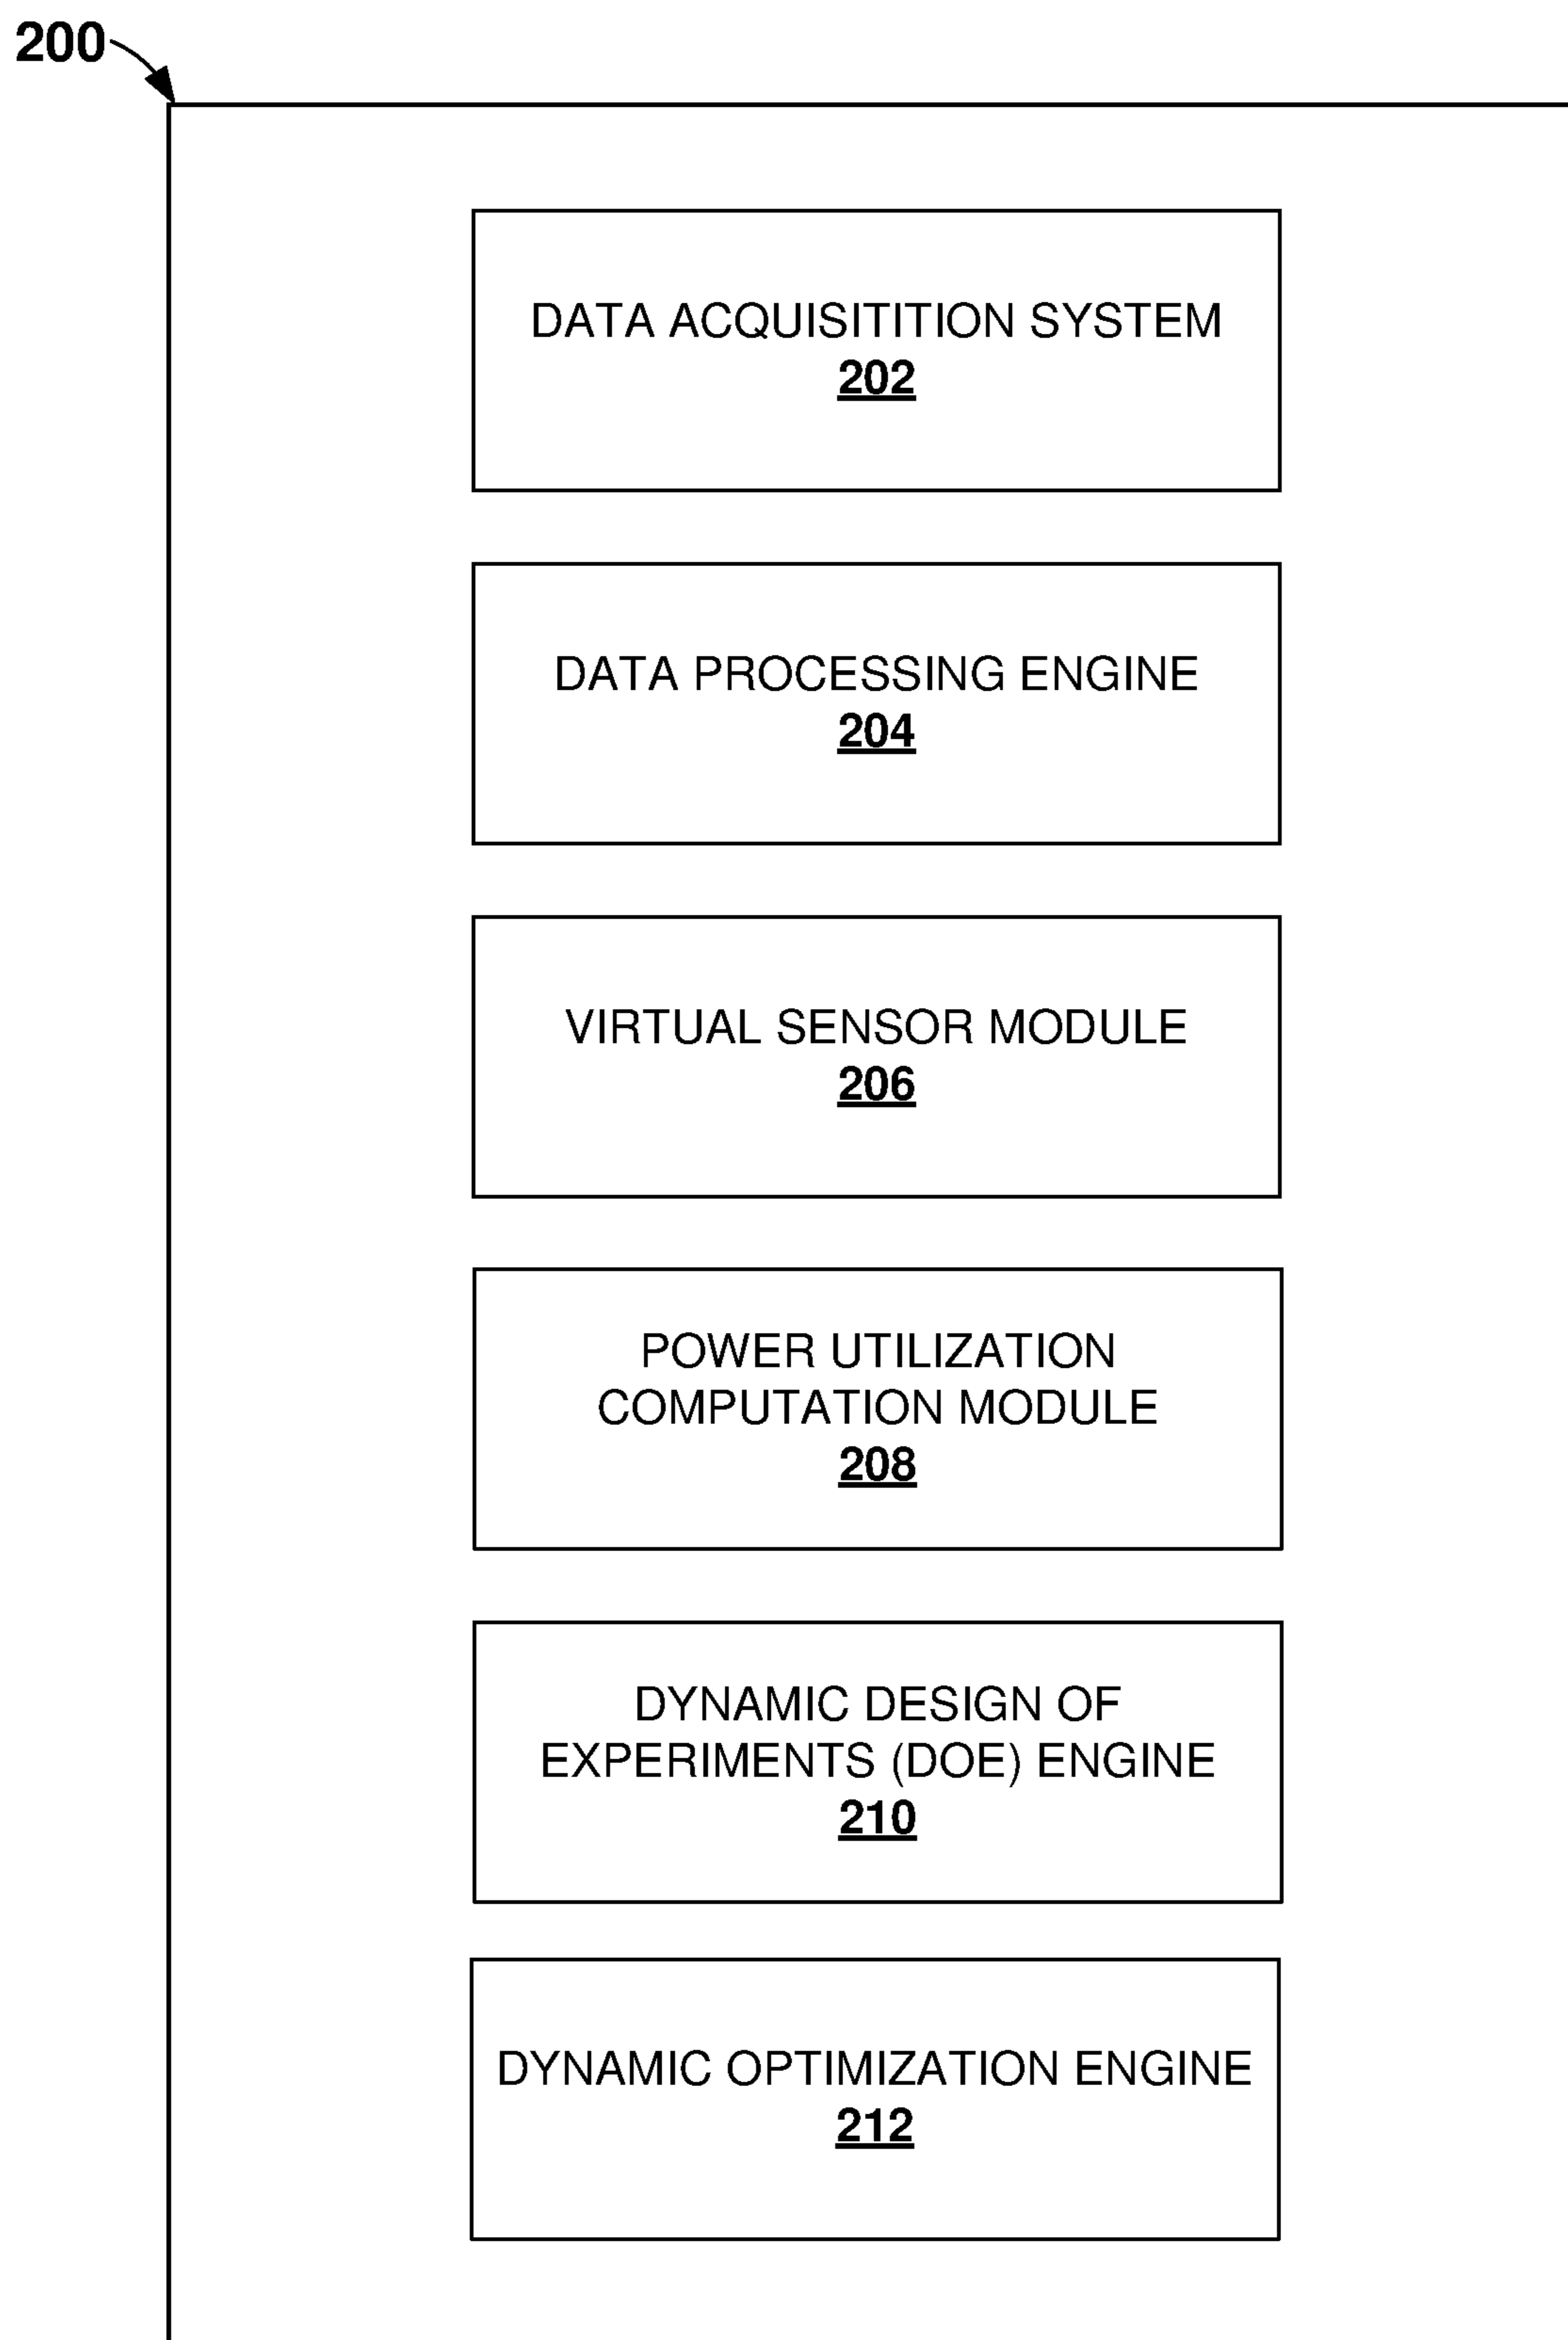 200
DATA ACQUISITITION SYSTEM
202
DATA PROCESSING ENGINE
204
VIRTUAL SENSOR MODULE
206
POWER UTILIZATION
COMPUTATION MODULE
208
DYNAMIC DESIGN OF
EXPERIMENTS (DOE) ENGINE
210
DYNAMIC OPTIMIZATION ENGINE
212